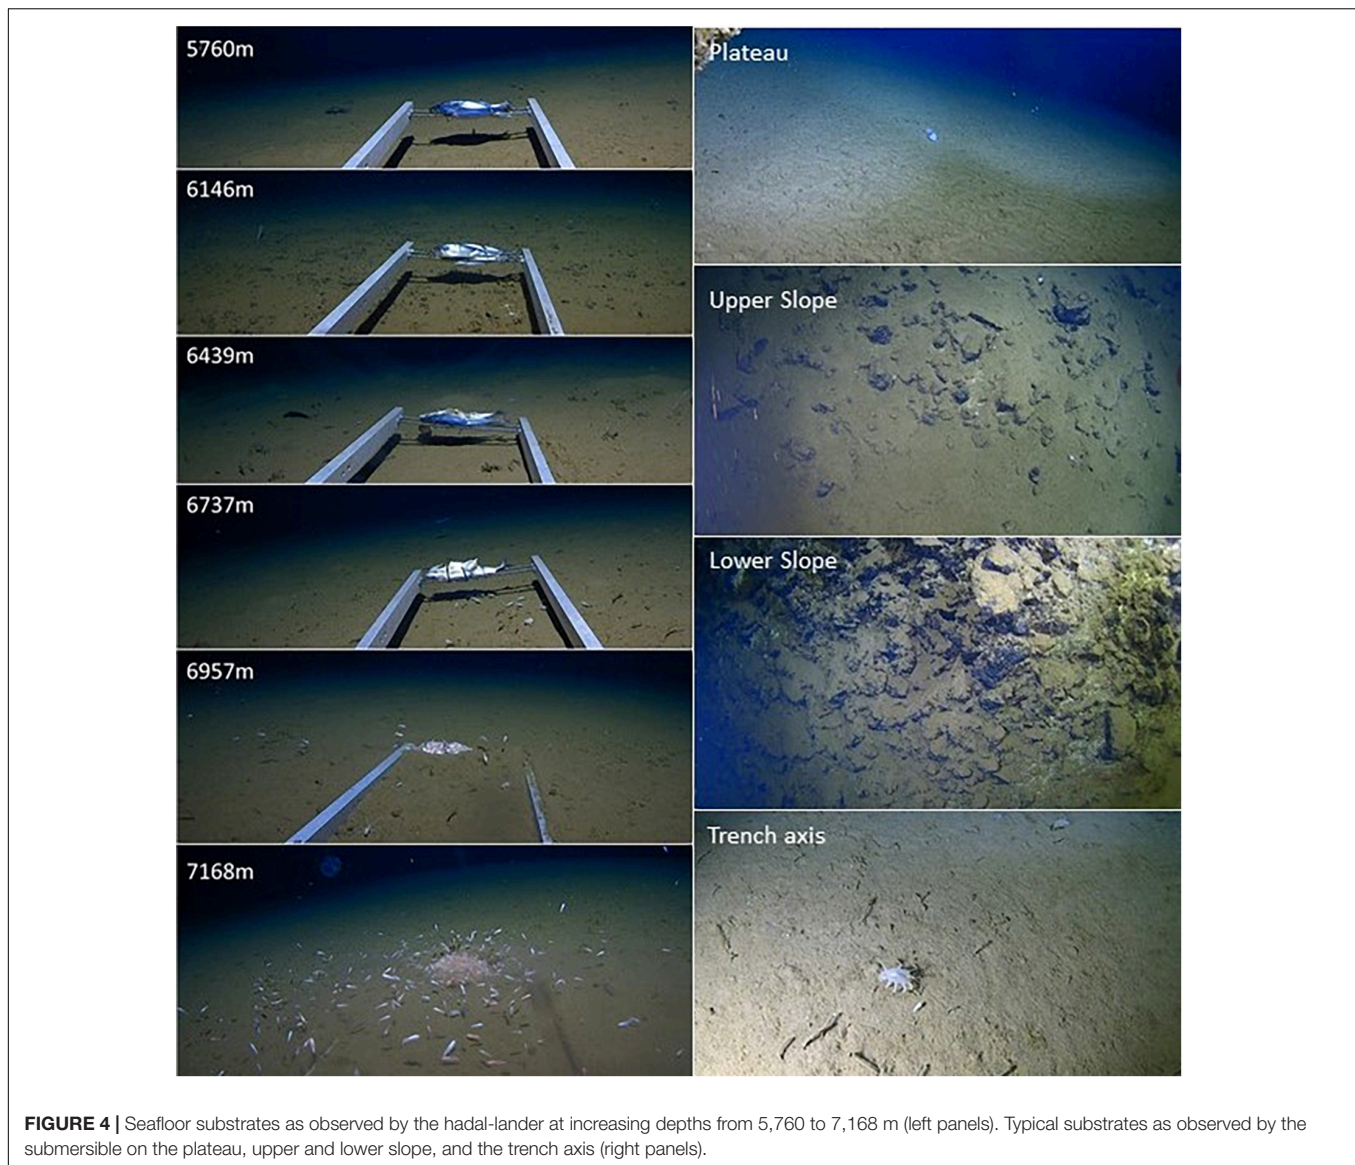 5760m
6146m
6439m
6737m
6957m
7168m
Plateau
Upper Slope
Lower Slope
Trench axis
FIGURE 4 | Seafloor substrates as observed by the hadal-lander at increasing depths from 5,760 to 7,168 m (left panels). Typical substrates as observed by the
submersible on the plateau, upper and lower slope, and the trench axis (right panels).